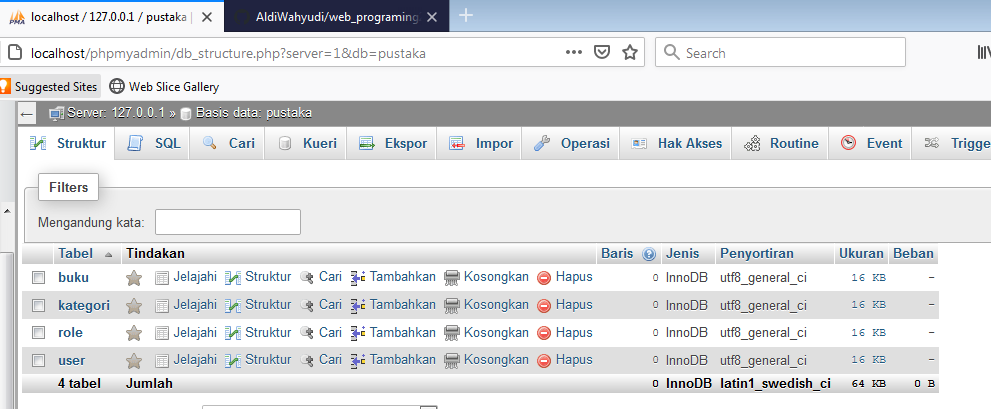 localhost / 127.0.0.1 / pustaka |
AldiWahyudi/web_programing.
localhost/phpmyadmin/db_structure.php?server=1&db=pustaka
Search
Suggested Sites
Web Slice Gallery
Server: 127.0.0.1 » Basis data: pustaka
Struktur SQL Cari Kueri Ekspor Impor Operasi Hak Akses Routine Event Trigge
Filters
Mengandung kata:
Tabel Tindakan Baris Jenis Penyortiran Ukuran Beban
buku Jelajahi Struktur Cari Tambahkan Kosongkan Hapus 0 InnoDB utf8_general_ci 16 KB -
kategori Jelajahi Struktur Cari Tambahkan Kosongkan Hapus 0 InnoDB utf8_general_ci 16 KB -
role Jelajahi Struktur Cari Tambahkan Kosongkan Hapus 0 InnoDB utf8_general_ci 16 KB -
user Jelajahi Struktur Cari Tambahkan Kosongkan Hapus 0 InnoDB utf8_general_ci 16 KB -
4 tabel Jumlah 0 InnoDB latin1_swedish_ci 64 KB 0 B